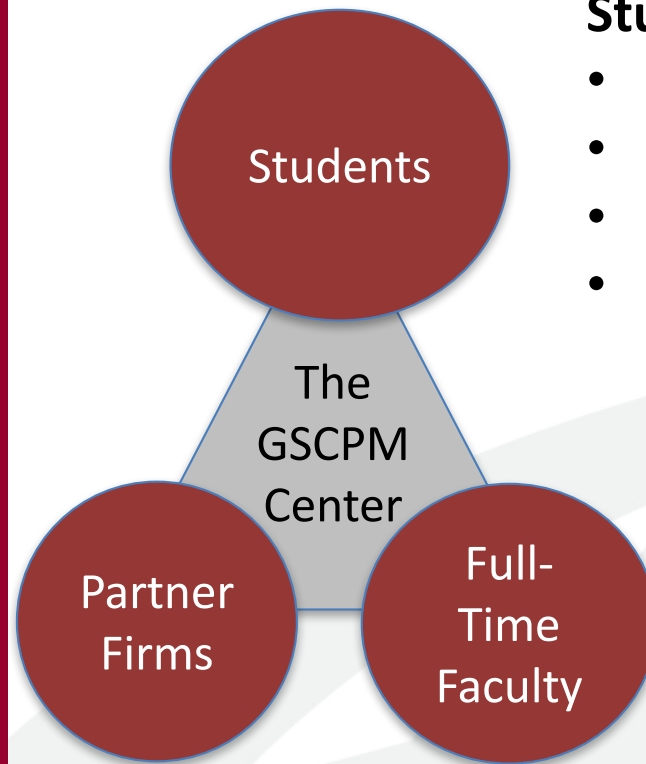 Stu
•
•
•
•
Students
The
GSCPM
Center
Partner
Firms
Full-
Time
Faculty